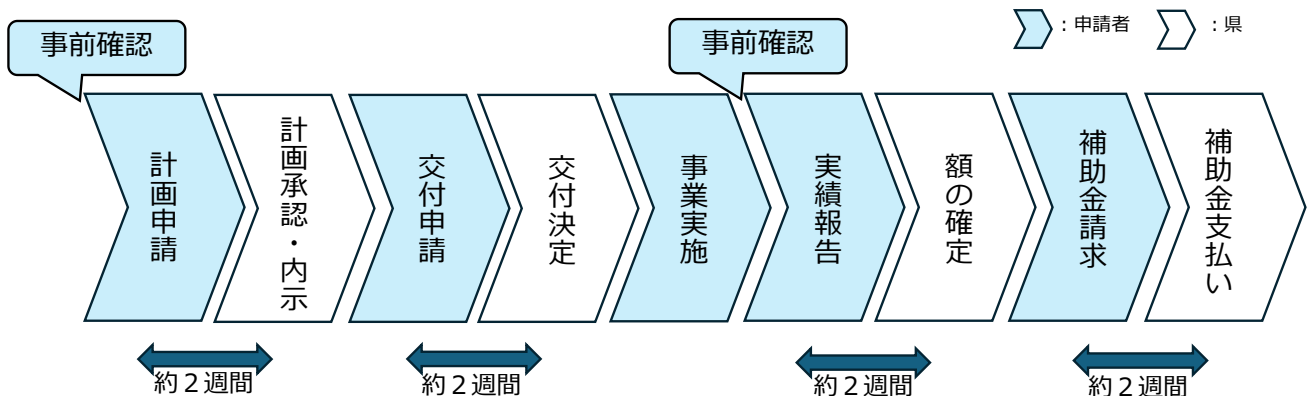 ：申請者
：県
事前確認
事前確認
計画申請
計画承認・内示
交付申請
交付決定
事業実施
実績報告
額の確定
補助金請求
補助金支払い
約２週間
約２週間
約２週間
約２週間